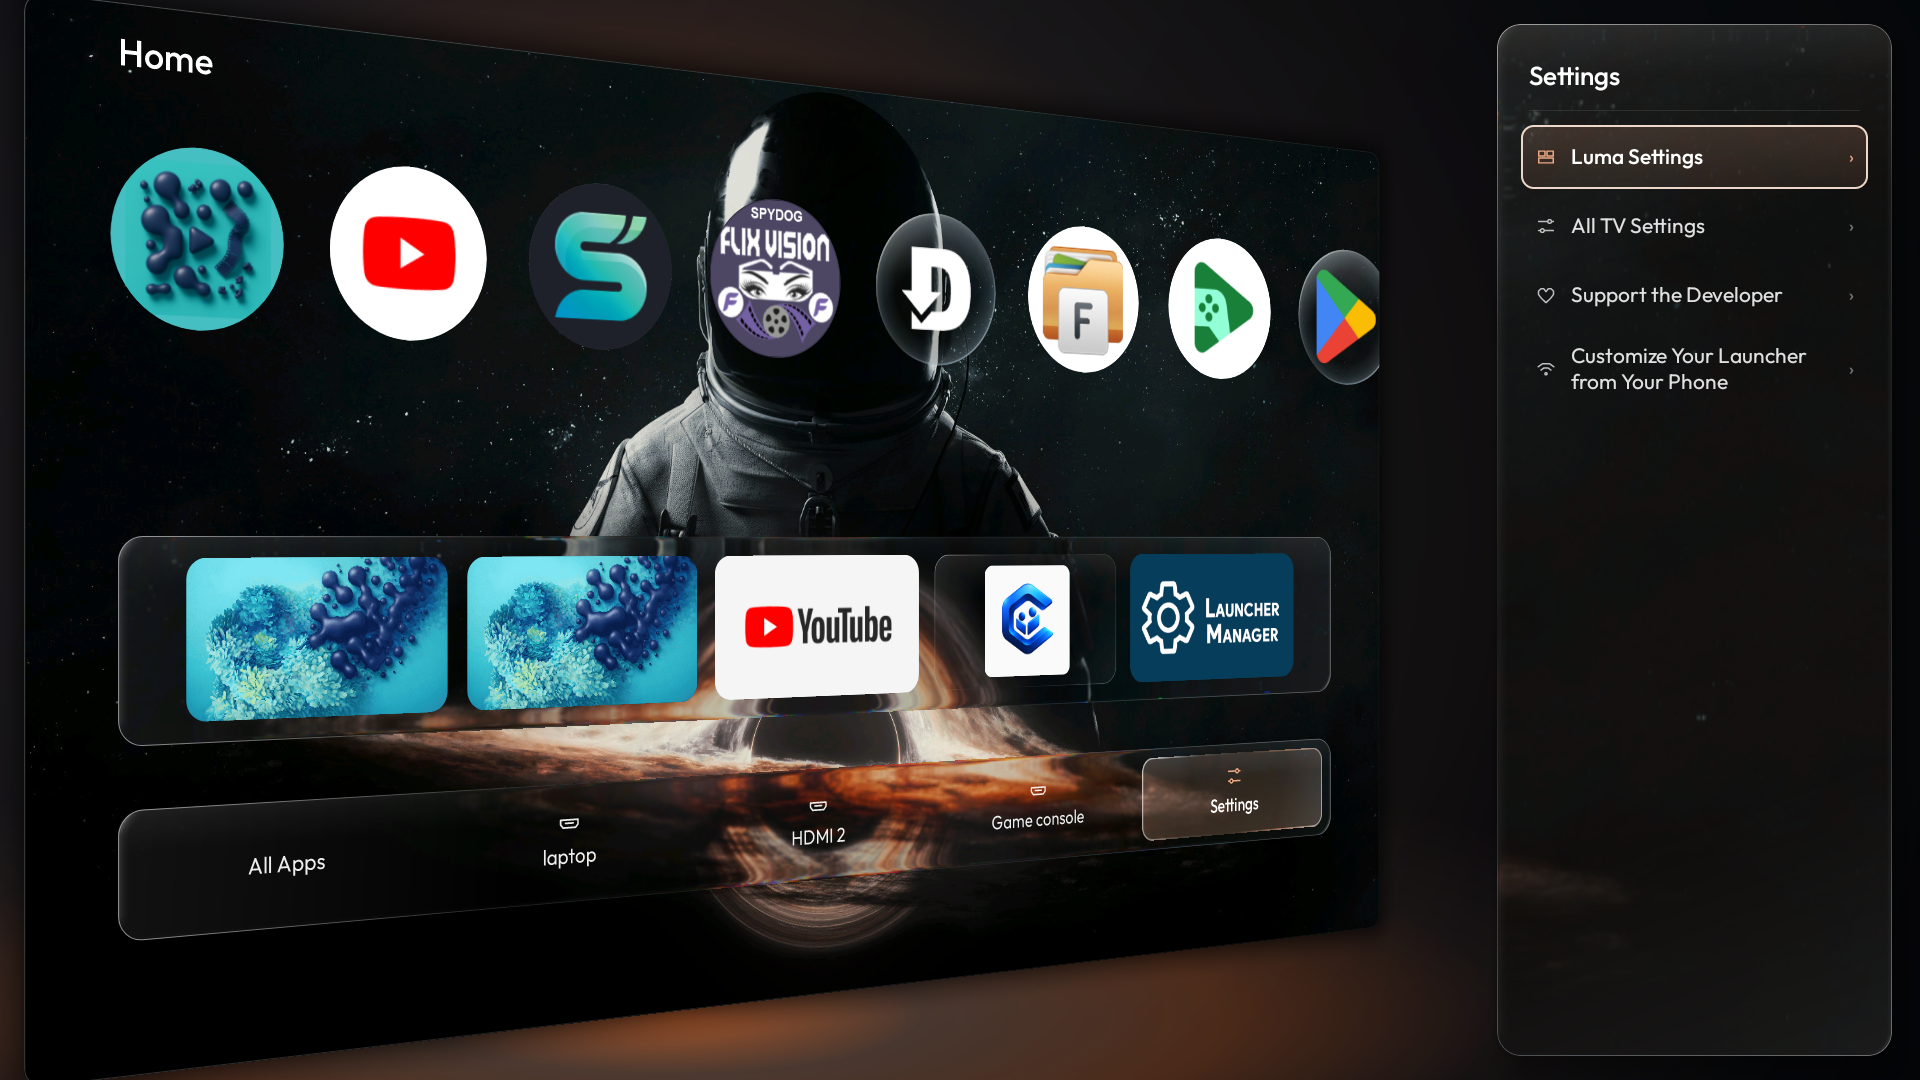 Home
SPYDOG
FLIX VISION
F
F
D
F
YouTube
LAUNCHER
MANAGER
All Apps
laptop
HDMI 2
Game console
Settings
Settings
Luma Settings
All TV Settings
Support the Developer
Customize Your Launcher
from Your Phone